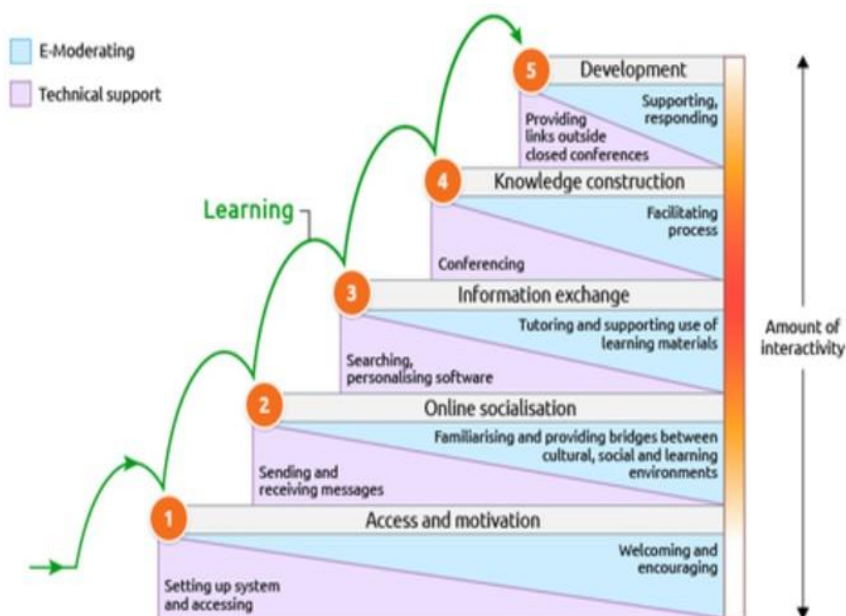 E-Moderating
Technical support
Learning
5
Development
Supporting,
responding
Providing
links outside
closed conferences
4
Knowledge construction
Facilitating
process
Conferencing
3
Information exchange
Tutoring and supporting use of
learning materials
Searching,
personalising software
Amount of
interactivity
2
Online socialisation
Familiarising and providing bridges between
cultural, social and learning
environments
Sending and
receiving messages
1
Access and motivation
Welcoming and
encouraging
Setting up system
and accessing